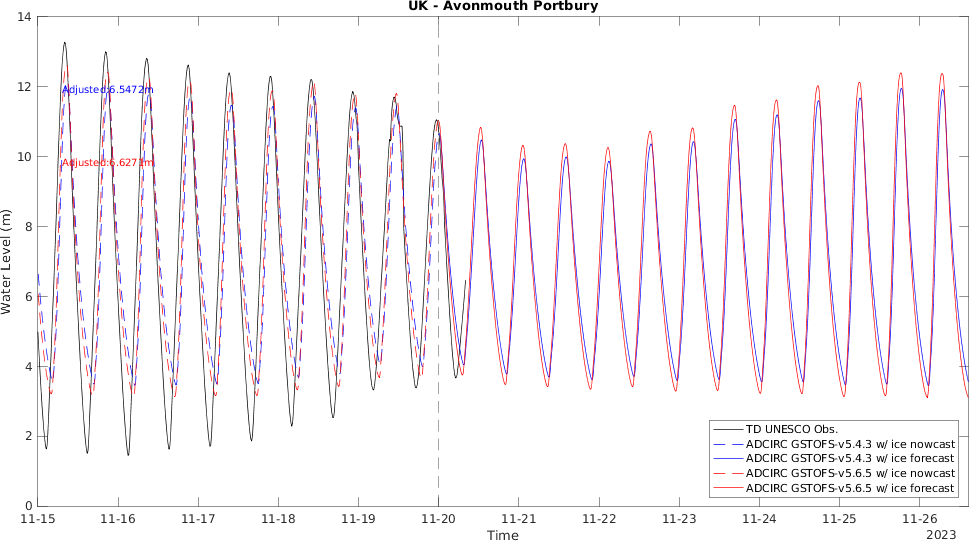 UK - Avonmouth Portbury
14
12
10
8
6
4
2
0
Water Level (m)
Adjusted:6.5472m
Adjusted:6.6271m
TD UNESCO Obs.
ADCIRC GSTOFS-v5.4.3 w/ ice nowcast
ADCIRC GSTOFS-v5.4.3 w/ ice forecast
ADCIRC GSTOFS-v5.6.5 w/ ice nowcast
ADCIRC GSTOFS-v5.6.5 w/ ice forecast
11-15 11-16 11-17 11-18 11-19 11-20 11-21 11-22 11-23 11-24 11-25 11-26
Time
2023